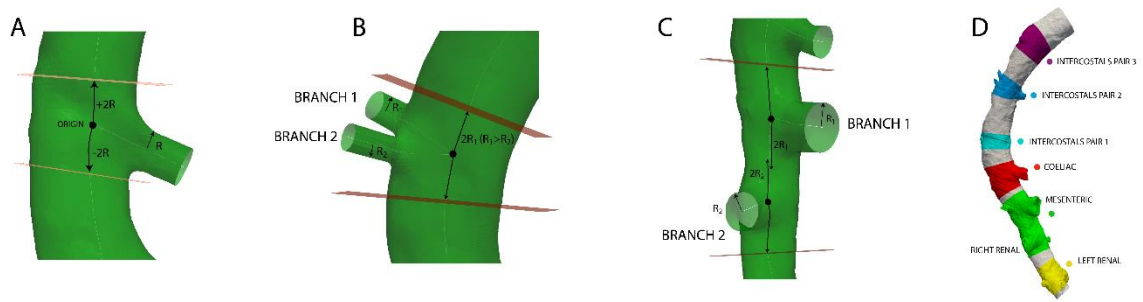 A
+2R
ORIGIN
-2R
R
B
BRANCH 1
R
BRANCH 2
R2
2R1 (R1>R2)
C
R1
BRANCH 1
2R1
2R2
R2
BRANCH 2
D
INTERCOSTALS PAIR 3
INTERCOSTALS PAIR 2
INTERCOSTALS PAIR 1
COELIAC
MESENTERIC
RIGHT RENAL
LEFT RENAL